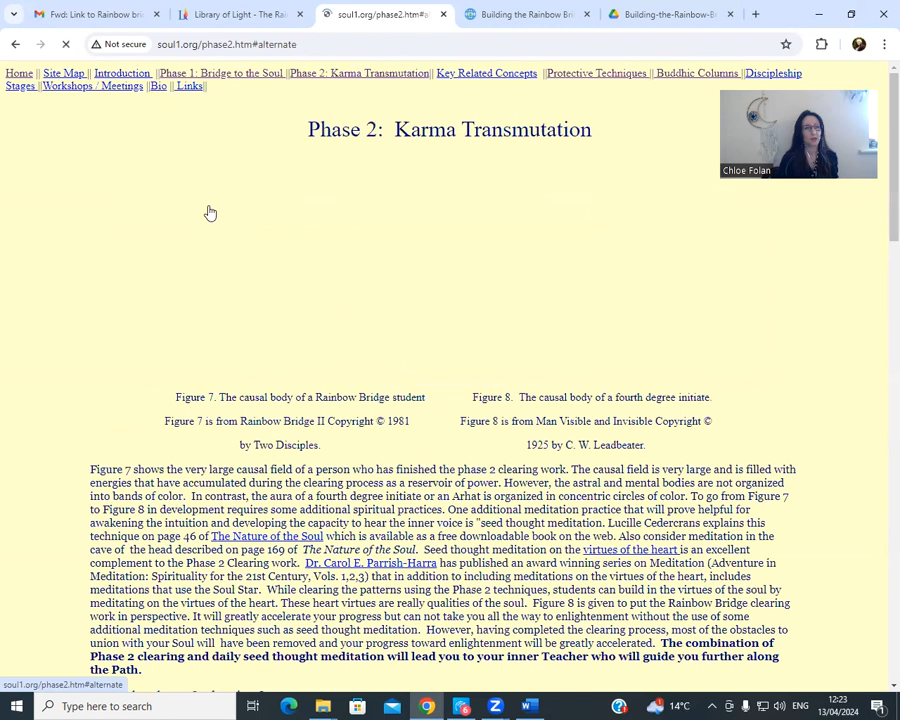 Fwd: Link to Rainbow bri
Library of Light - The Ra
soul1.org/phase2.htm#alter
Building the Rainbow Bri
Building-the-Rainbow-B
Not secure
soul1.org/phase2.htm#alternate
Home || Site Map || Introduction ||Phase 1: Bridge to the Soul ||Phase 2: Karma Transmutation|| Key Related Concepts ||Protective Techniques || Buddhic Columns ||Discipleship
Stages ||Workshops / Meetings ||Bio || Links||
Phase 2: Karma Transmutation
Chloe Folan
Figure 7. The causal body of a Rainbow Bridge student
Figure 8. The causal body of a fourth degree initiate.
Figure 7 is from Rainbow Bridge II Copyright © 1981
Figure 8 is from Man Visible and Invisible Copyright ©
by Two Disciples.
1925 by C. W. Leadbeater.
Figure 7 shows the very large causal field of a person who has finished the phase 2 clearing work. The causal field is very large and is filled with
energies that have accumulated during the clearing process as a reservoir of power. However, the astral and mental bodies are not organized
into bands of color. In contrast, the aura of a fourth degree initiate or an Arhat is organized in concentric circles of color. To go from Figure 7
to Figure 8 in development requires some additional spiritual practices. One additional meditation practice that will prove helpful for
awakening the intuition and developing the capacity to hear the inner voice is "seed thought meditation. Lucille Cedercrans explains this
technique on page 46 of The Nature of the Soul which is available as a free downloadable book on the web. Also consider meditation in the
cave of the head described on page 169 of The Nature of the Soul. Seed thought meditation on the virtues of the heart is an excellent
complement to the Phase 2 Clearing work. Dr. Carol E. Parrish-Harra has published an award winning series on Meditation (Adventure in
Meditation: Spirituality for the 21st Century, Vols. 1,2,3) that in addition to including meditations on the virtues of the heart, includes
meditations that use the Soul Star. While clearing the patterns using the Phase 2 techniques, students can build in the virtues of the soul by
meditating on the virtues of the heart. These heart virtues are really qualities of the soul. Figure 8 is given to put the Rainbow Bridge clearing
work in perspective. It will greatly accelerate your progress but can not take you all the way to enlightenment without the use of some
additional meditation techniques such as seed thought meditation. However, having completed the clearing process, most of the obstacles to
union with your Soul will have been removed and your progress toward enlightenment will be greatly accelerated. The combination of
Phase 2 clearing and daily seed thought meditation will lead you to your inner Teacher who will guide you further along
the Path.
soul1.org/phase2.htm#alternate
Type here to search
14°C
ENG
12:23
13/04/2024